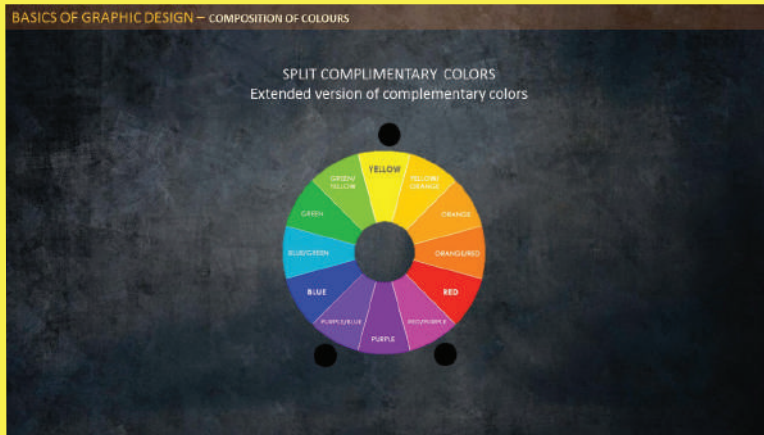 BASICS OF GRAPHIC DESIGN – COMPOSITION OF COLOURS
SPLIT COMPLIMENTARY COLORS
Extended version of complementary colors
YELLOW
GREEN/
YELLOW
YELLOW/
ORANGE
GREEN
ORANGE
BLUE/GREEN
ORANGE/RED
BLUE
RED
PURPLE/BLUE
RED/PURPLE
PURPLE